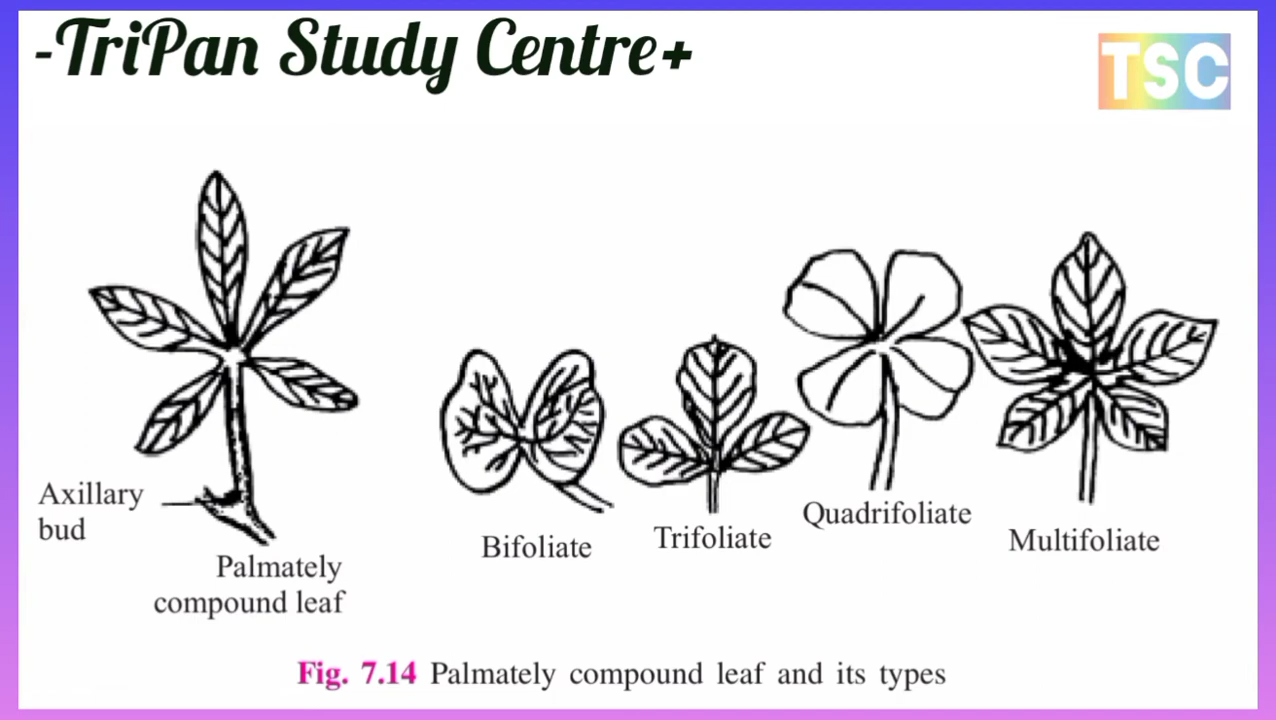 -TriPan Study Centre+
TSC
Axillary
bud
Palmately
compound leaf
Bifoliate
Trifoliate
Quadrifoliate
Multifoliate
Fig. 7.14 Palmately compound leaf and its types